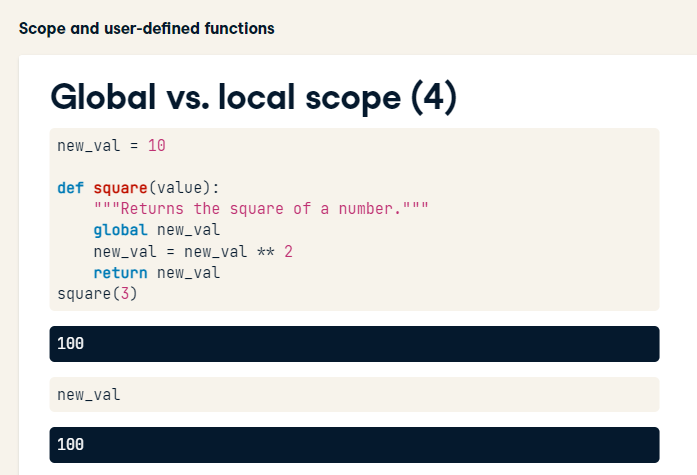 Scope and user-defined functions
Global vs. local scope (4)
new_val = 10
def square(value):
    """Returns the square of a number."""
    global new_val
    new_val = new_val ** 2
    return new_val
square(3)
100
new_val
100